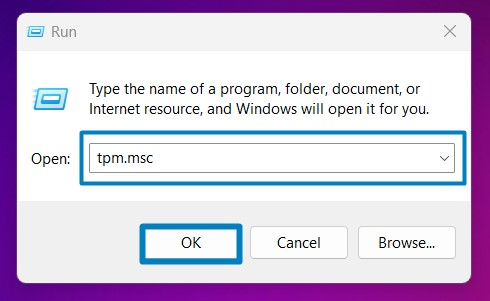 Run
Type the name of a program, folder, document, or
Internet resource, and Windows will open it for you.
Open: tpm.msc
OK Cancel Browse...